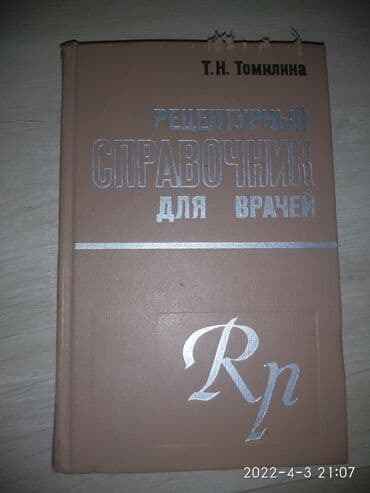 Т.Н. Томилина
РЕЦЕПТУРНЫЙ
СПРАВОЧНИК
ДЛЯ ВРАЧЕЙ
Rp
2022-4-3 21:07